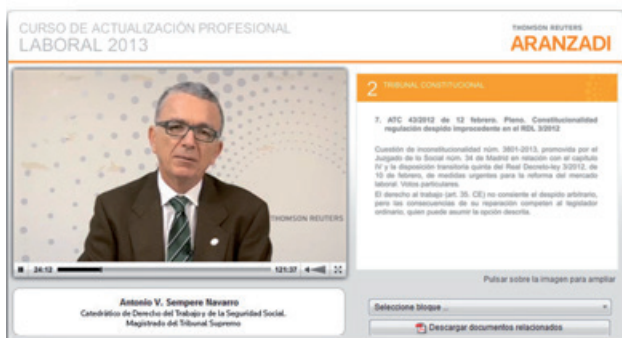 CURSO DE ACTUALIZACIÓN PROFESIONAL
LABORAL 2013
THOMSON REUTERS
ARANZADI
2 TRIBUNAL CONSTITUCIONAL
7. ATC 43/2012 de 12 febrero. Pleno. Constitucionalidad
regulación despido improcedente en el RDL 3/2012
Cuestión de inconstitucionalidad núm. 3801-2013, promovida por el
Juzgado de lo Social núm. 34 de Madrid en relación con el capítulo
IV y la disposición transitoria quinta del Real Decreto-ley 3/2012, de
10 de febrero, de medidas urgentes para la reforma del mercado
laboral. Votos particulares.
El derecho al trabajo (art. 35. CE) no consiente el despido arbitrario,
pero las consecuencias de su reparación competen al legislador
ordinario, quien puede asumir la opción descrita.
THOMSON REUTERS
24:12
121:37
Pulsar sobre la imagen para ampliar
Antonio V. Sempere Navarro
Catedrático de Derecho del Trabajo y de la Seguridad Social.
Magistrado del Tribunal Supremo
Seleccione bloque ...
Descargar documentos relacionados